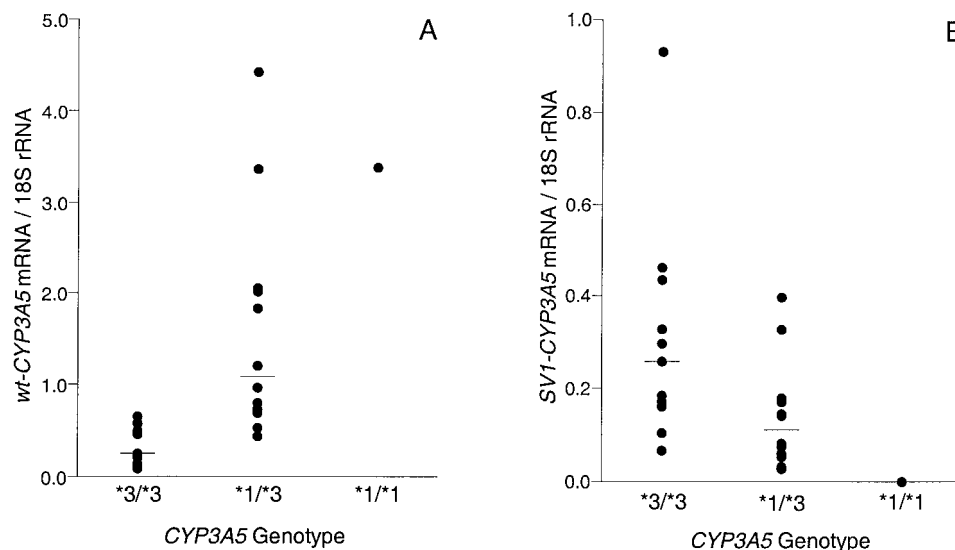 A
wt-CYP3A5 mRNA / 18S rRNA
5.0
4.0
3.0
2.0
1.0
0.0
*3/*3 *1/*3 *1/*1
CYP3A5 Genotype
SV1-CYP3A5 mRNA / 18S rRNA
1.0
0.8
0.6
0.4
0.2
0.0
*3/*3 *1/*3 *1/*1
CYP3A5 Genotype